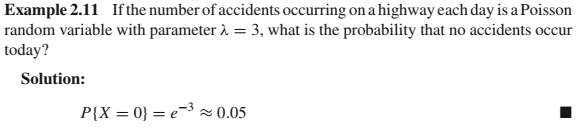 Example 2.11 If the number of accidents occurring on a highway each day is a Poisson
random variable with parameter λ = 3, what is the probability that no accidents occur
today?
Solution:
P{X = 0} = e⁻³ ≈ 0.05 ■